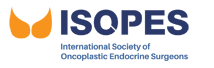 ISOPES
International Society of
Oncoplastic Endocrine Surgeons